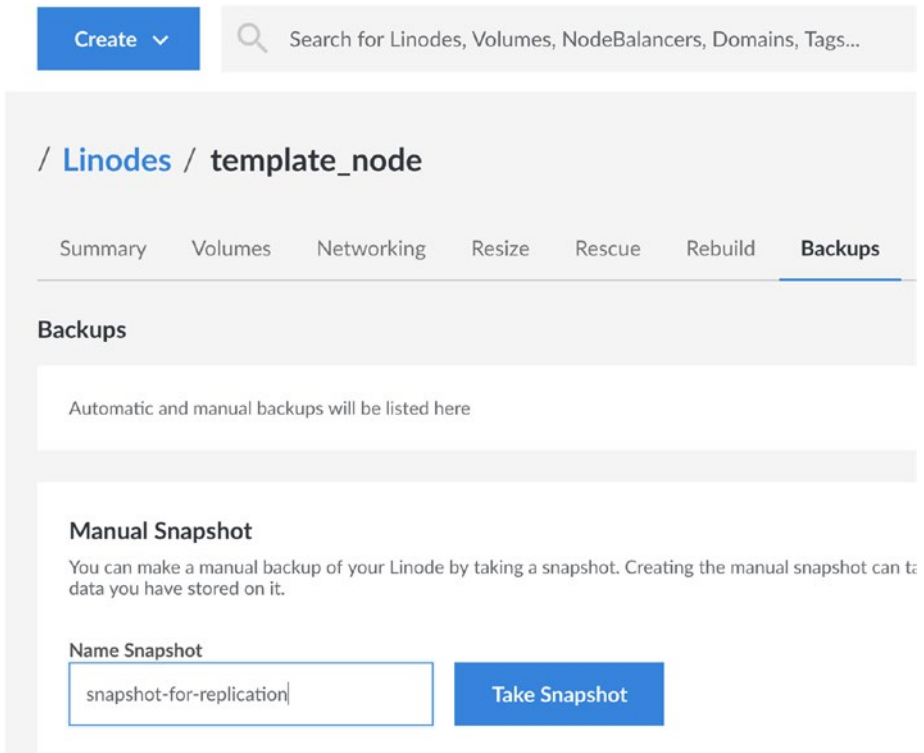 Create
Search for Linodes, Volumes, NodeBalancers, Domains, Tags...
/ Linodes / template_node
Summary Volumes Networking Resize Rescue Rebuild Backups
Backups
Automatic and manual backups will be listed here
Manual Snapshot
You can make a manual backup of your Linode by taking a snapshot. Creating the manual snapshot can
data you have stored on it.
Name Snapshot
snapshot-for-replication
Take Snapshot